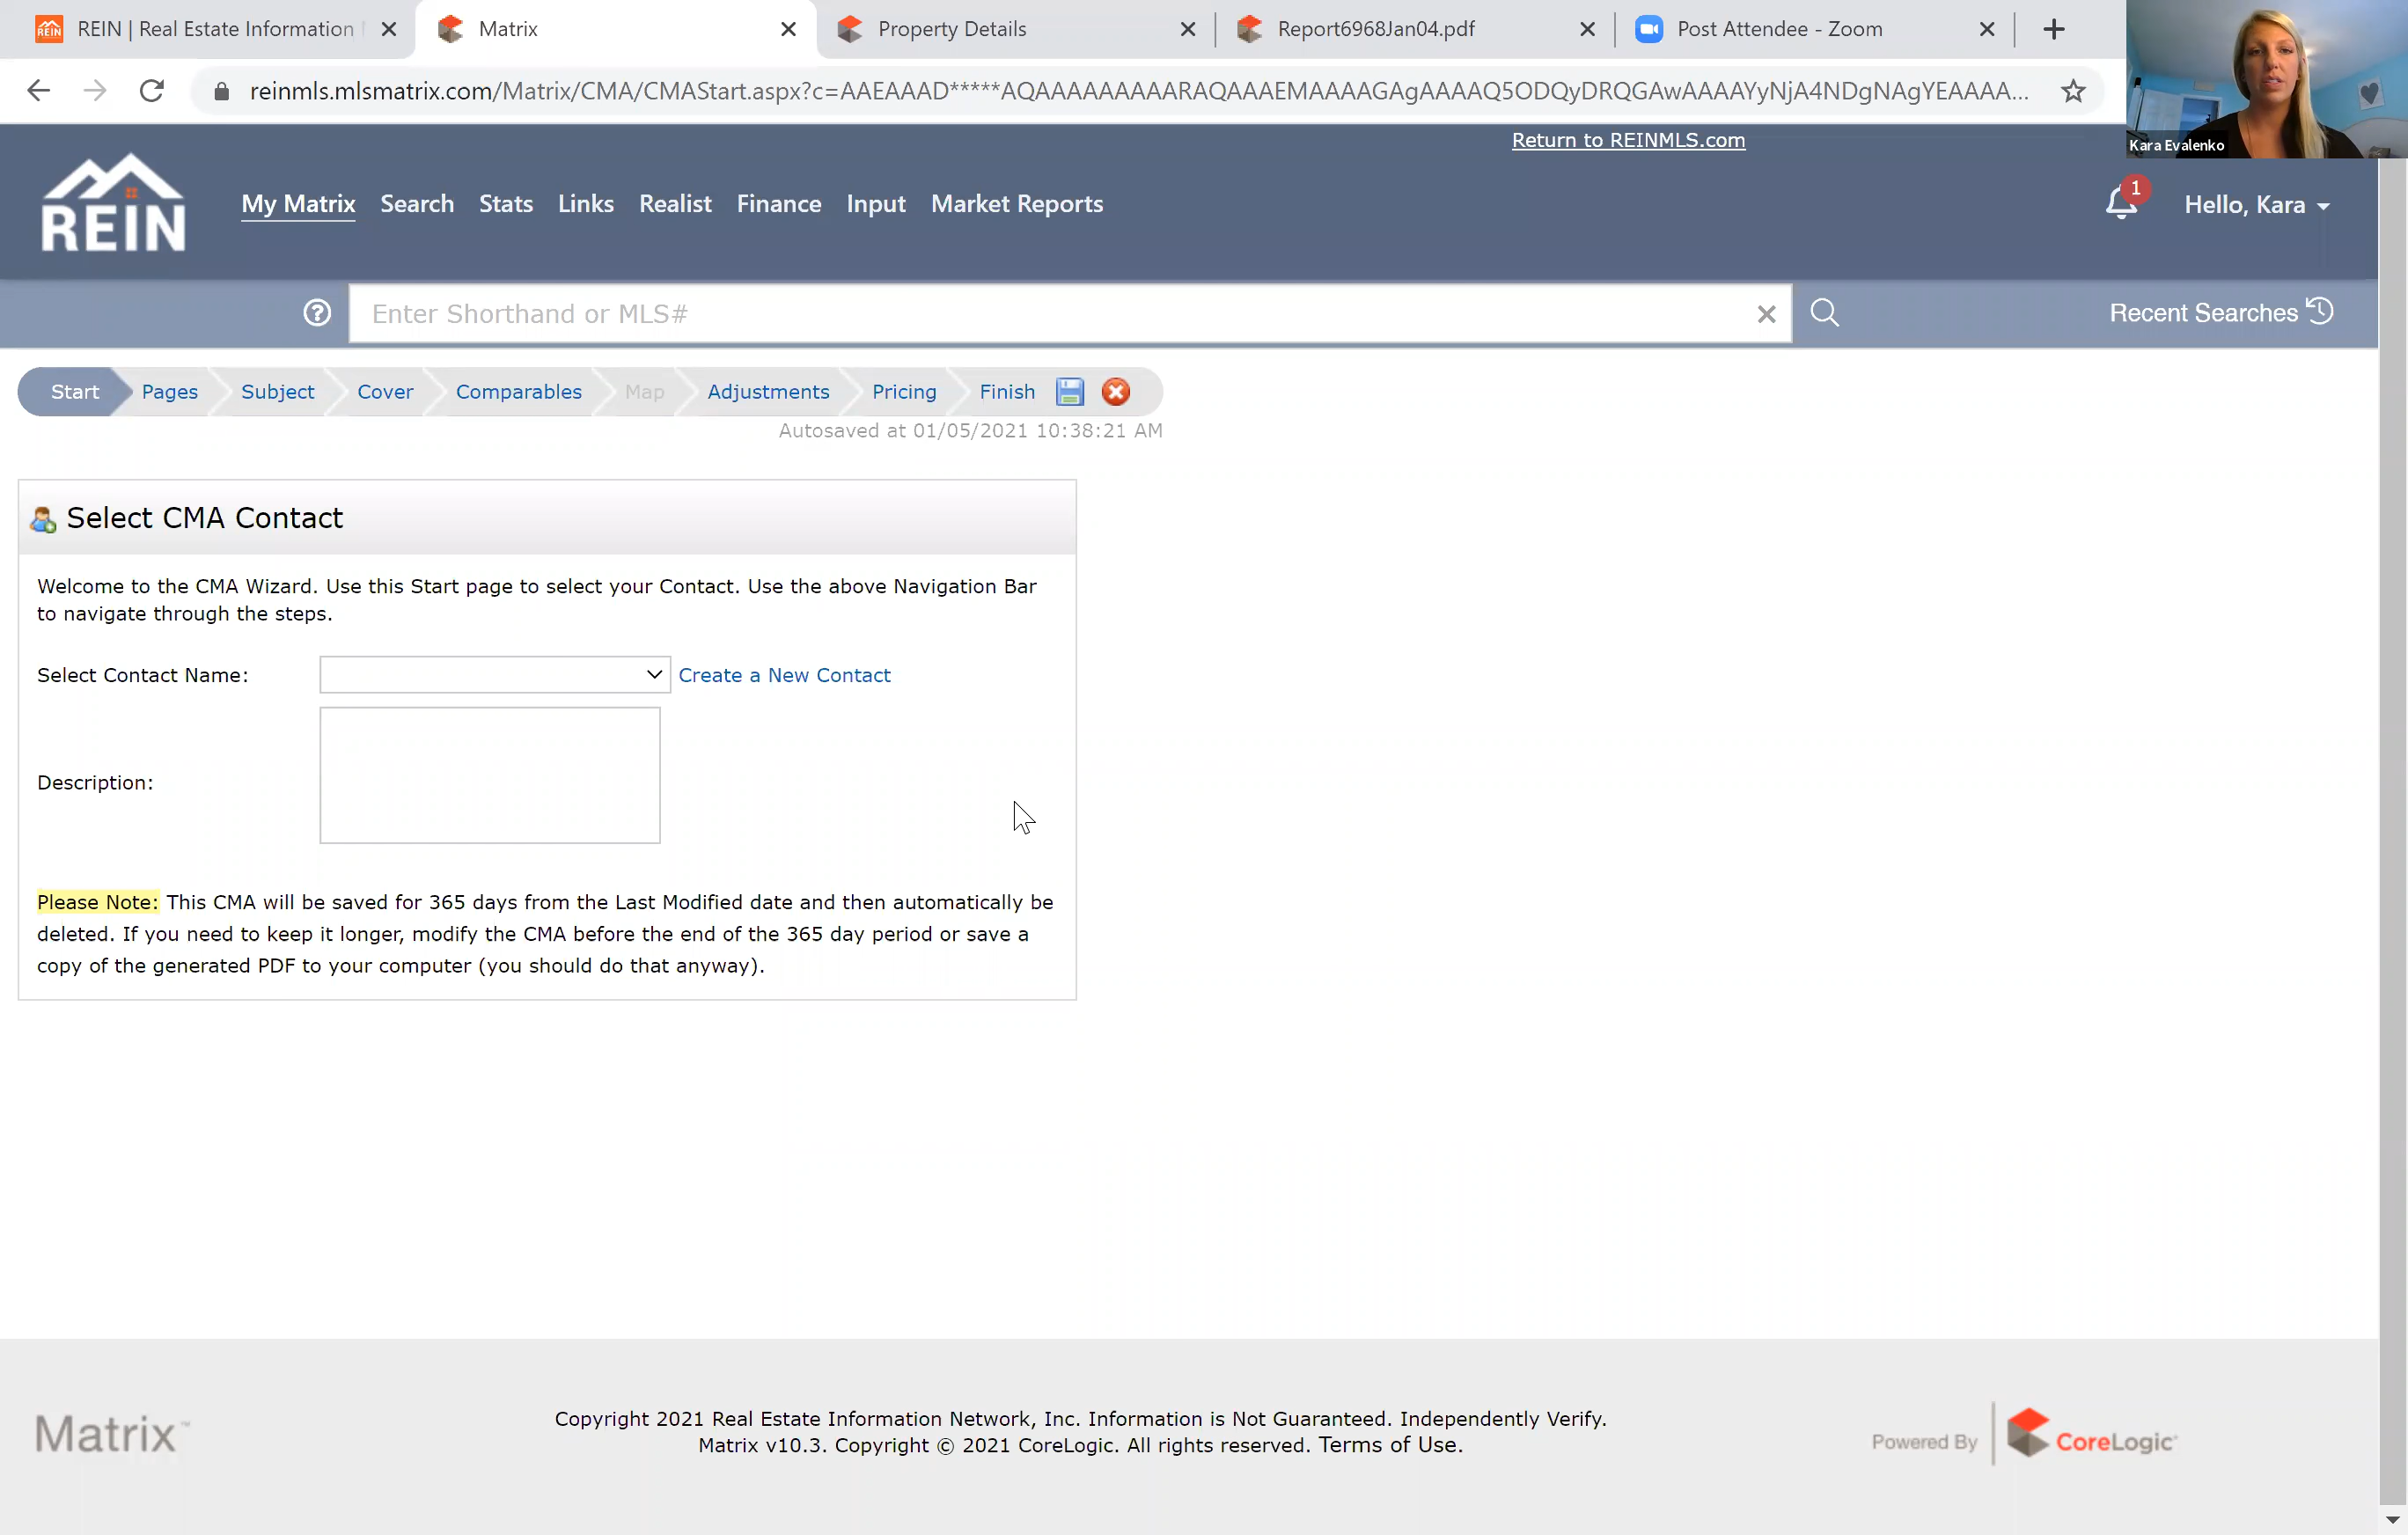 REIN | Real Estate Information
Matrix
Property Details
Report6968Jan04.pdf
Post Attendee - Zoom
reinmls.mlsmatrix.com/Matrix/CMA/CMAStart.aspx?c=AAEAAAD*****AQAAAAAAAAARAQAAAEMAAAAGAgAAAAQ5ODQyDRQGAwAAAAYyNjA4NDgNAgYEAAAA...
Kara Evalenko
Return to REINMLS.com
REIN
My Matrix Search Stats Links Realist Finance Input Market Reports
1
Hello, Kara
Enter Shorthand or MLS#
Recent Searches
Start Pages Subject Cover Comparables Map Adjustments Pricing Finish
Autosaved at 01/05/2021 10:38:21 AM
Select CMA Contact
Welcome to the CMA Wizard. Use this Start page to select your Contact. Use the above Navigation Bar
to navigate through the steps.
Select Contact Name: Create a New Contact
Description:
Please Note: This CMA will be saved for 365 days from the Last Modified date and then automatically be
deleted. If you need to keep it longer, modify the CMA before the end of the 365 day period or save a
copy of the generated PDF to your computer (you should do that anyway).
Matrix™
Copyright 2021 Real Estate Information Network, Inc. Information is Not Guaranteed. Independently Verify.
Matrix v10.3. Copyright © 2021 CoreLogic. All rights reserved. Terms of Use.
Powered By
CoreLogic